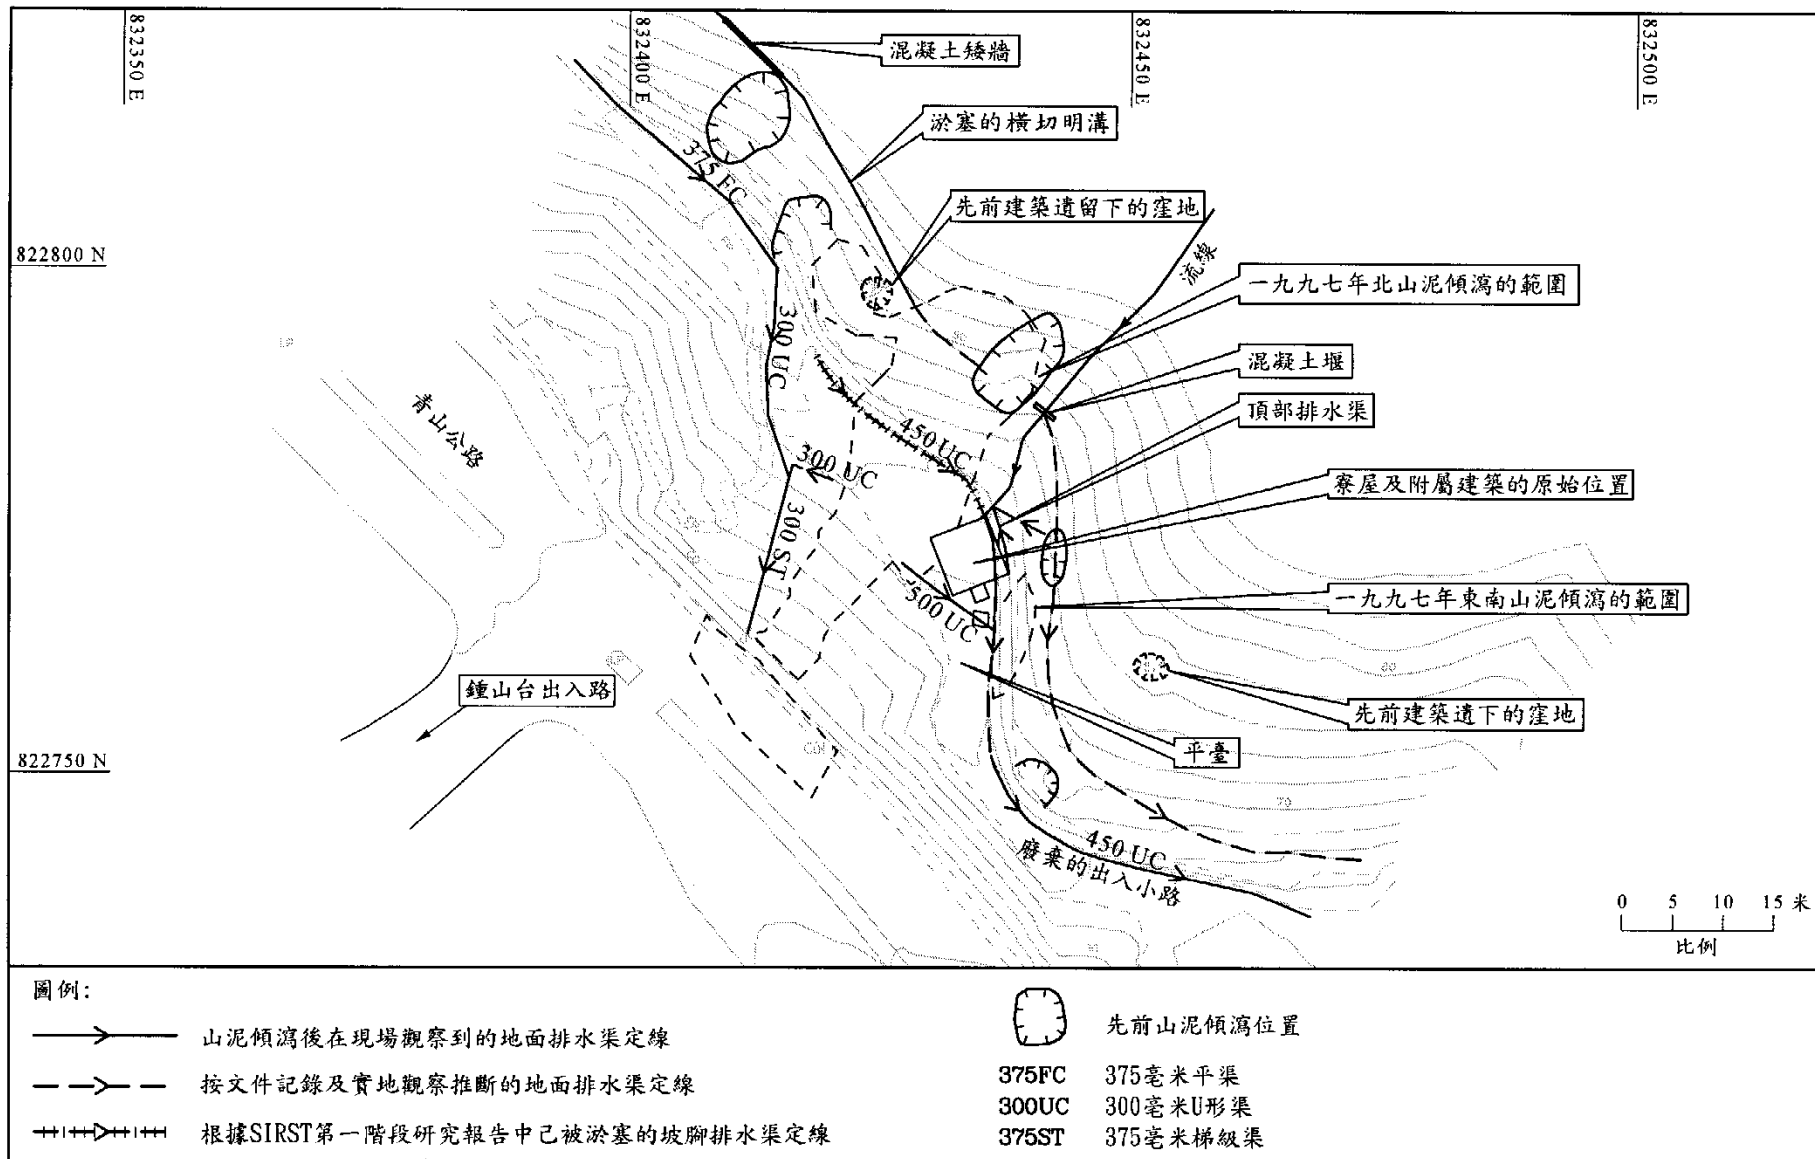 832350 E
832400 E
832450 E
832500 E
混凝土矮牆
淤塞的橫切明溝
375 FC
先前建築遺留下的窪地
822800 N
流線
一九九七年北山泥傾瀉的範圍
300 UC
混凝土堰
頂部排水渠
青山公路
450 UC
300 UC
寮屋及附屬建築的原始位置
300 ST
500 UC
一九九七年東南山泥傾瀉的範圍
鍾山台出入路
先前建築遺下的窪地
平臺
822750 N
70
450 UC
廢棄的出入小路
0 5 10 15 米
比例
圖例:
山泥傾瀉後在現場觀察到的地面排水渠定線
按文件記錄及實地觀察推斷的地面排水渠定線
根據SIRST第一階段研究報告中已被淤塞的坡腳排水渠定線
先前山泥傾瀉位置
375FC 375毫米平渠
300UC 300毫米U形渠
375ST 375毫米梯級渠